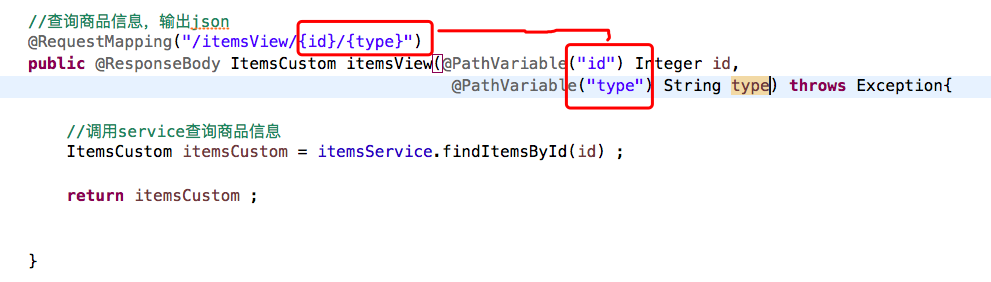 //查询商品信息，输出json
@RequestMapping("/itemsView/{id}/{type}")
public @ResponseBody ItemsCustom itemsView(@PathVariable("id") Integer id,
@PathVariable("type") String type) throws Exception{
//调用service查询商品信息
ItemsCustom itemsCustom = itemsService.findItemsById(id) ;
return itemsCustom ;
}